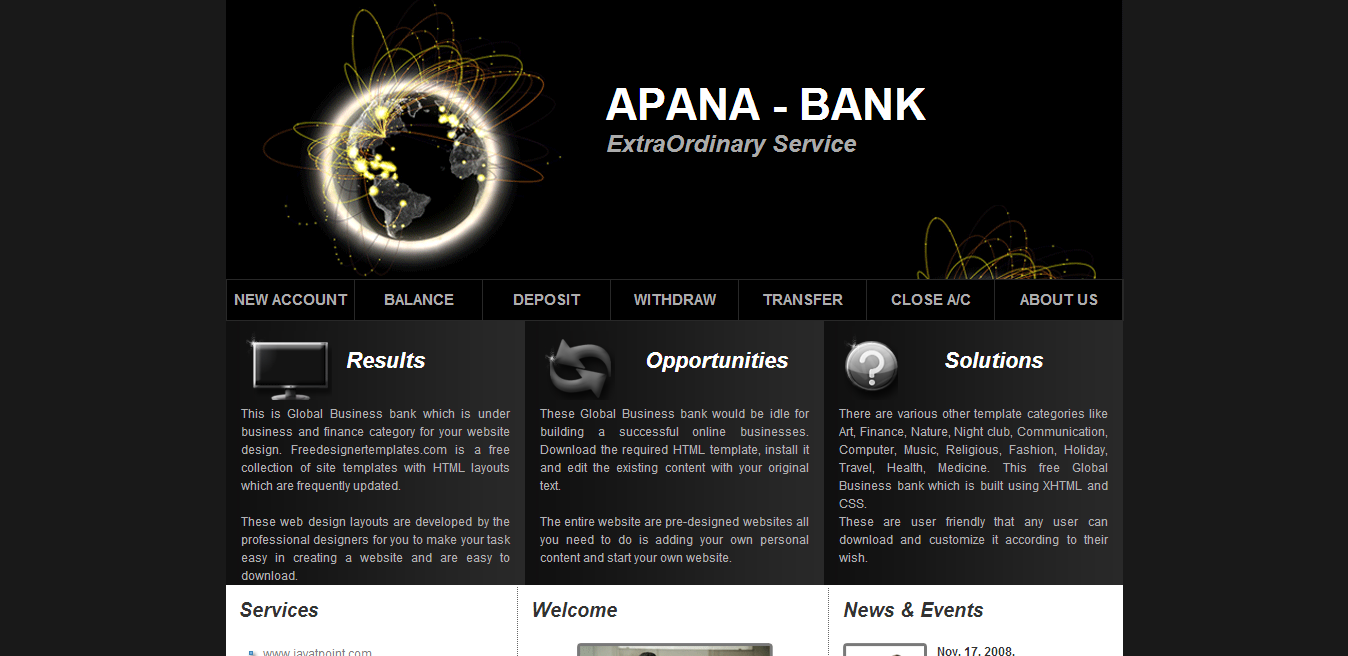 APANA - BANK
ExtraOrdinary Service
NEW ACCOUNT
BALANCE
DEPOSIT
WITHDRAW
TRANSFER
CLOSE A/C
ABOUT US
Results
This is Global Business bank which is under
business and finance category for your website
design. Freedesignertemplates.com is a free
collection of site templates with HTML layouts
which are frequently updated.
These web design layouts are developed by the
professional designers for you to make your task
easy in creating a website and are easy to
download.
Opportunities
These Global Business bank would be idle for
building a successful online businesses.
Download the required HTML template, install it
and edit the existing content with your original
text.
The entire website are pre-designed websites all
you need to do is adding your own personal
content and start your own website.
Solutions
There are various other template categories like
Art, Finance, Nature, Night club, Communication,
Computer, Music, Religious, Fashion, Holiday,
Travel, Health, Medicine. This free Global
Business bank which is built using XHTML and
CSS.
These are user friendly that any user can
download and customize it according to their
wish.
Services
www.javatpoint.com
Welcome
News & Events
Nov. 17, 2008.